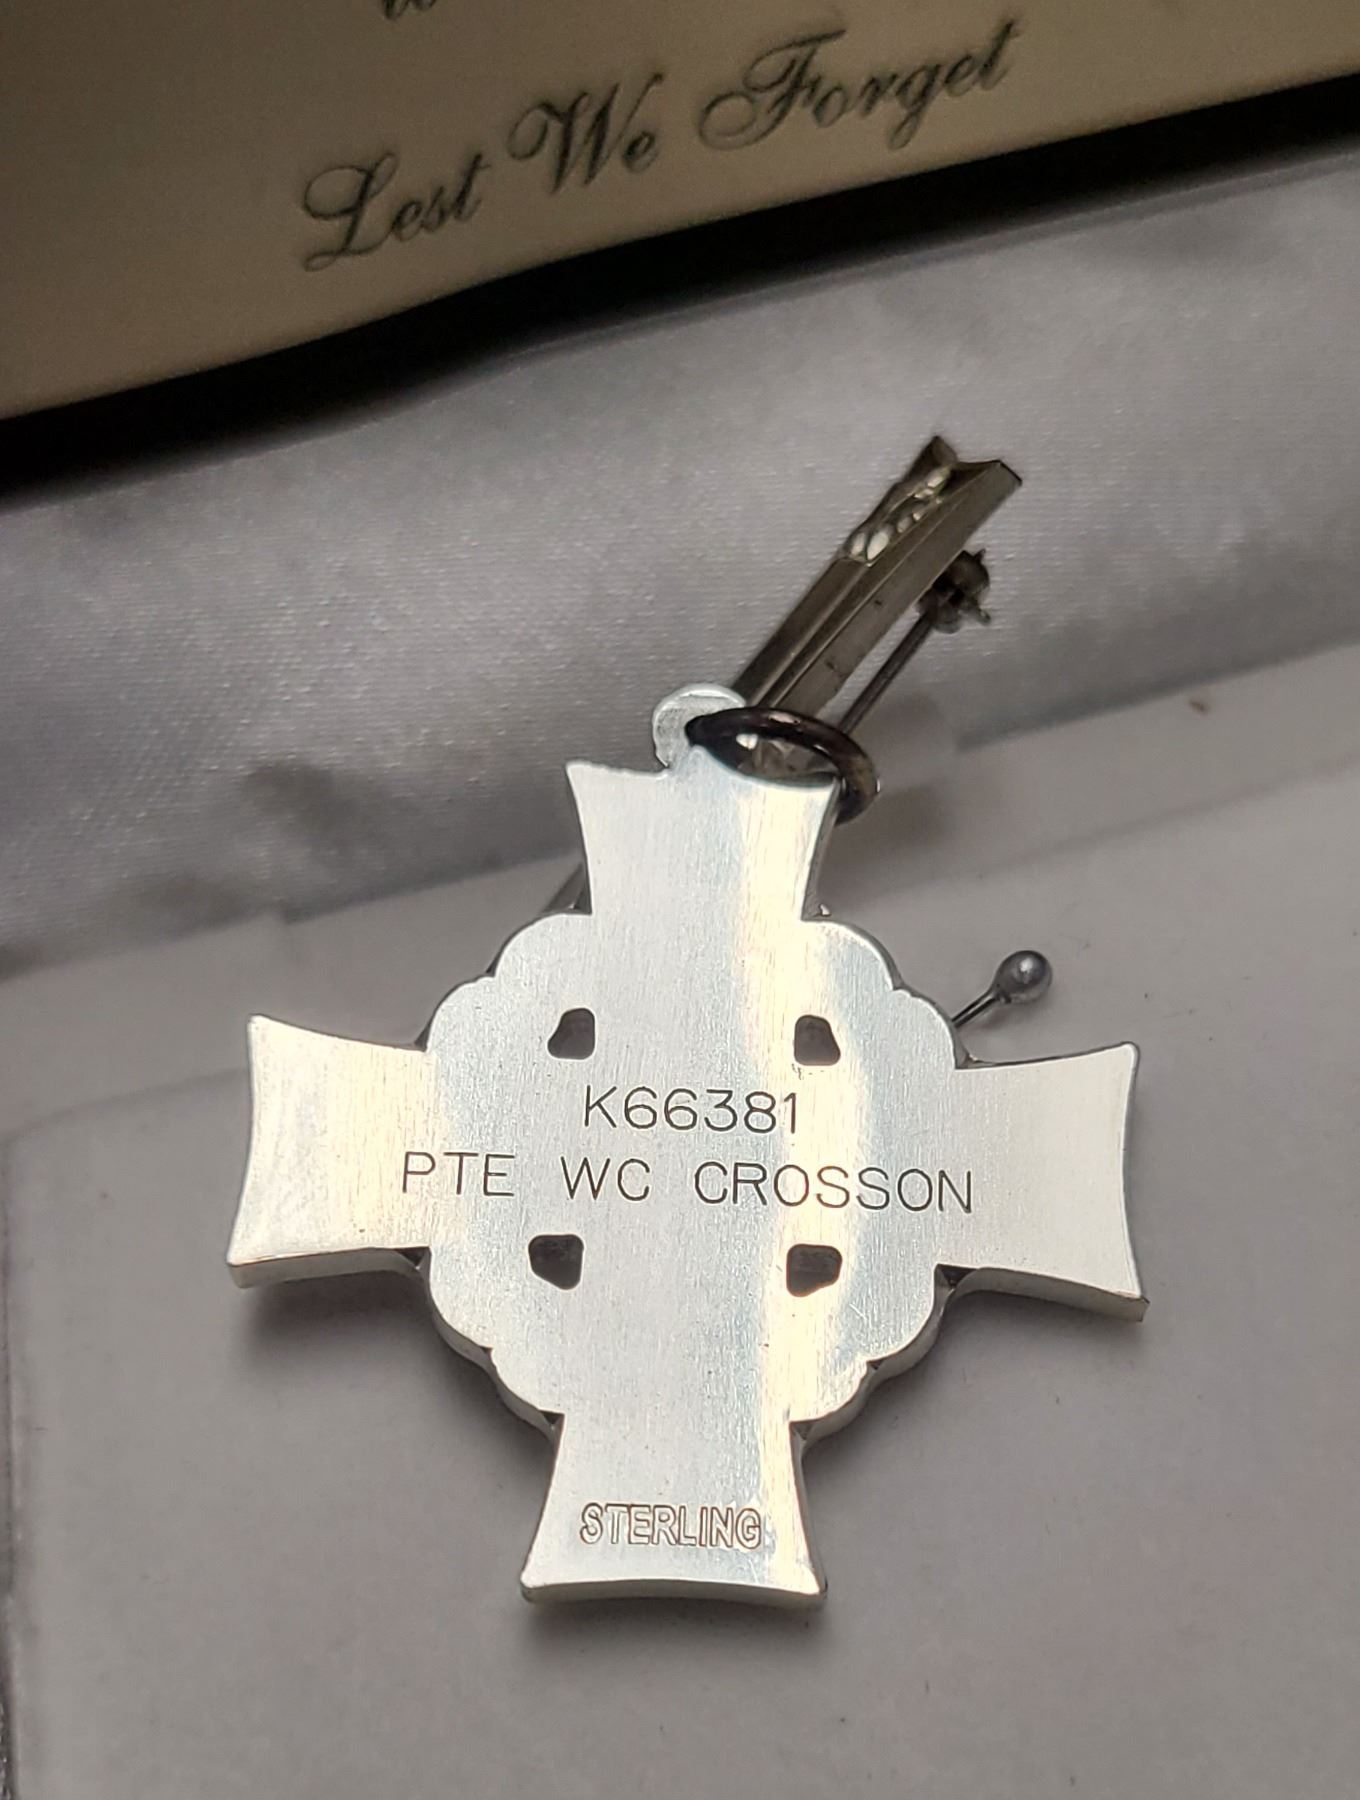 Lest We Forget
K66381
PTE WC CROSSON
STERLING